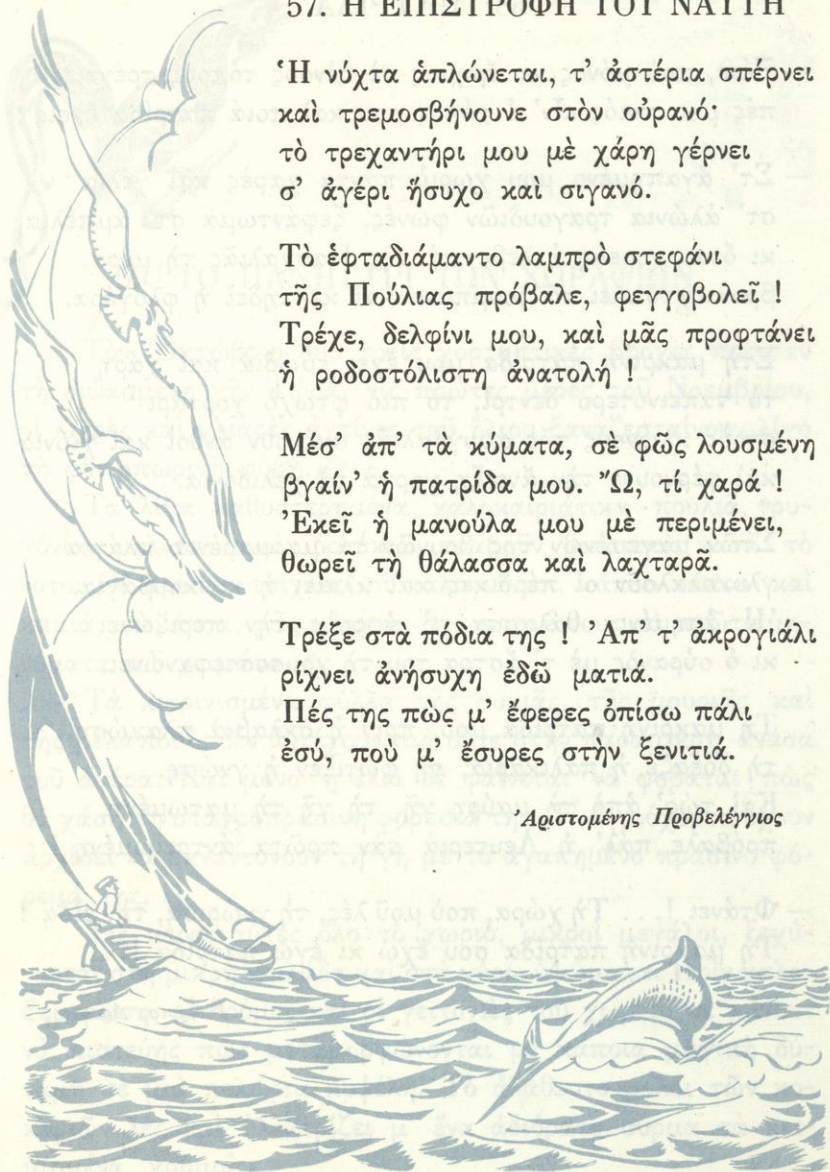 57. Η ΕΠΙΣΤΡΟΦΗ ΤΟΥ ΝΑΥΤΗ
Ἡ νύχτα ἁπλώνεται, τ' ἀστέρια σπέρνει
καὶ τρεμοσβήνουνε στὸν οὐρανό·
τὸ τρεχαντήρι μου μὲ χάρη γέρνει
σ' ἀγέρι ἥσυχο καὶ σιγανό.
Τὸ ἑφταδιάμαντο λαμπρὸ στεφάνι
τῆς Πούλιας πρόβαλε, φεγγοβολεῖ !
Τρέχε, δελφίνι μου, καὶ μᾶς προφτάνει
ἡ ροδοστόλιστη ἀνατολή !
Μέσ' ἀπ' τὰ κύματα, σὲ φῶς λουσμένη
βγαίν' ἡ πατρίδα μου. Ὤ, τί χαρά !
Ἐκεῖ ἡ μανούλα μου μὲ περιμένει,
θωρεῖ τὴ θάλασσα καὶ λαχταρᾶ.
Τρέξε στὰ πόδια της ! Ἀπ' τ' ἀκρογιάλι
ρίχνει ἀνήσυχη ἐδῶ ματιά.
Πές της πὼς μ' ἔφερες ὀπίσω πάλι
ἐσύ, ποὺ μ' ἔσυρες στὴν ξενιτιά.
Ἀριστομένης Προβελέγγιος